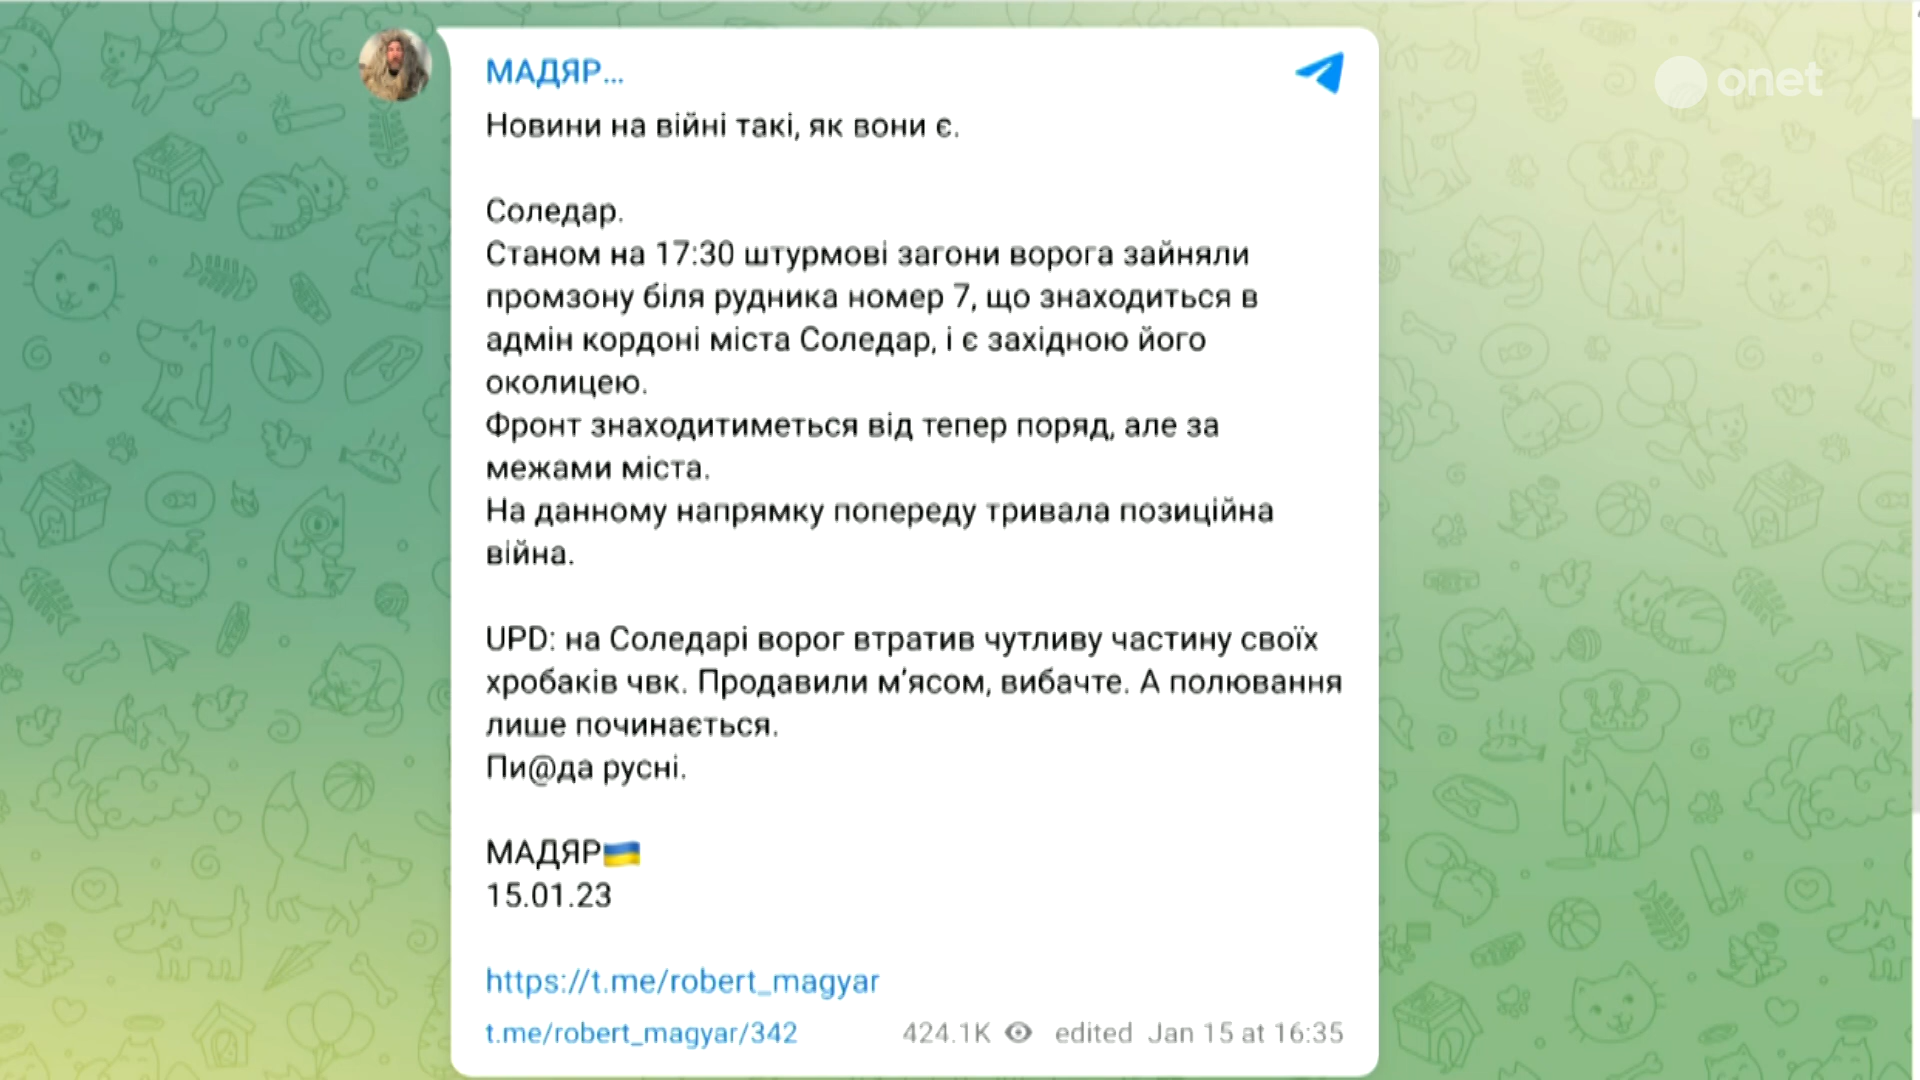 onet
МАДЯР...
Новини на війні такі, як вони є.
Соледар.
Станом на 17:30 штурмові загони ворога зайняли
промзону біля рудника номер 7, що знаходиться в
адмін кордоні міста Соледар, і є західною його
околицею.
Фронт знаходитиметься від тепер поряд, але за
межами міста.
На данному напрямку попереду тривала позиційна
війна.
UPD: на Соледарі ворог втратив чутливу частину своїх
хробаків чвк. Продавили м’ясом, вибачте. А полювання
лише починається.
Пи@да русні.
МАДЯР🇺🇦
15.01.23
https://t.me/robert_magyar
t.me/robert_magyar/342 424.1K edited Jan 15 at 16:35